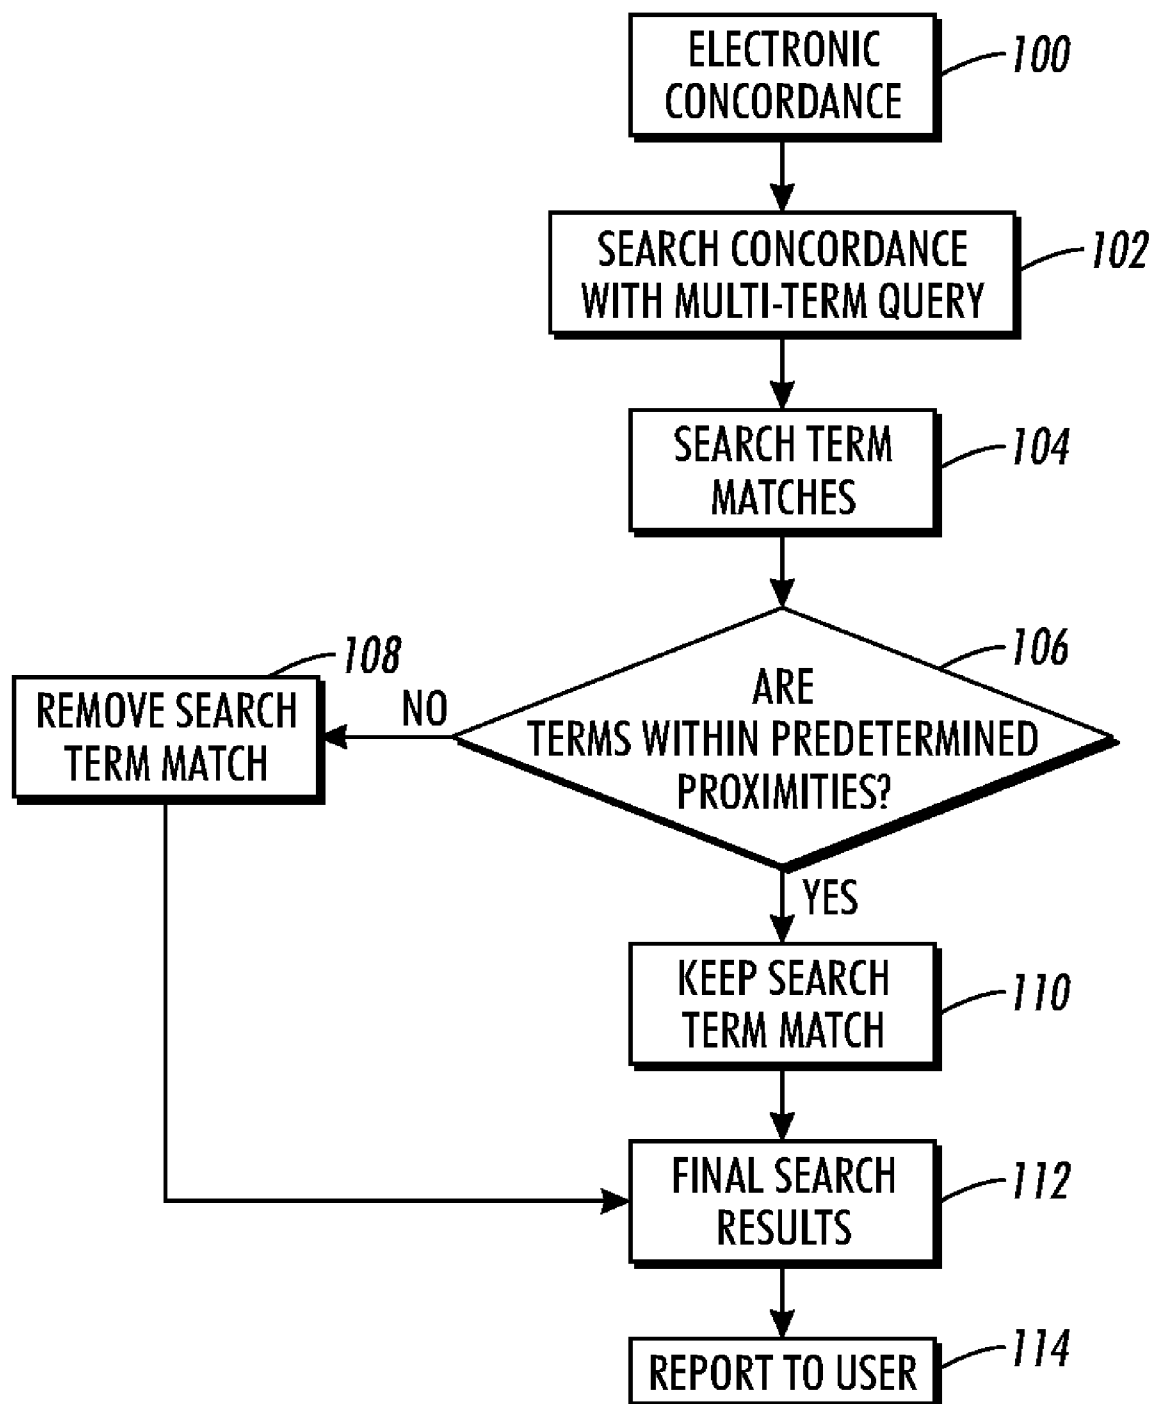 ELECTRONIC
CONCORDANCE
100
SEARCH CONCORDANCE
WITH MULTI-TERM QUERY
102
SEARCH TERM
MATCHES
104
ARE
TERMS WITHIN PREDETERMINED
PROXIMITIES?
106
NO
108
REMOVE SEARCH
TERM MATCH
YES
KEEP SEARCH
TERM MATCH
110
FINAL SEARCH
RESULTS
112
REPORT TO USER
114